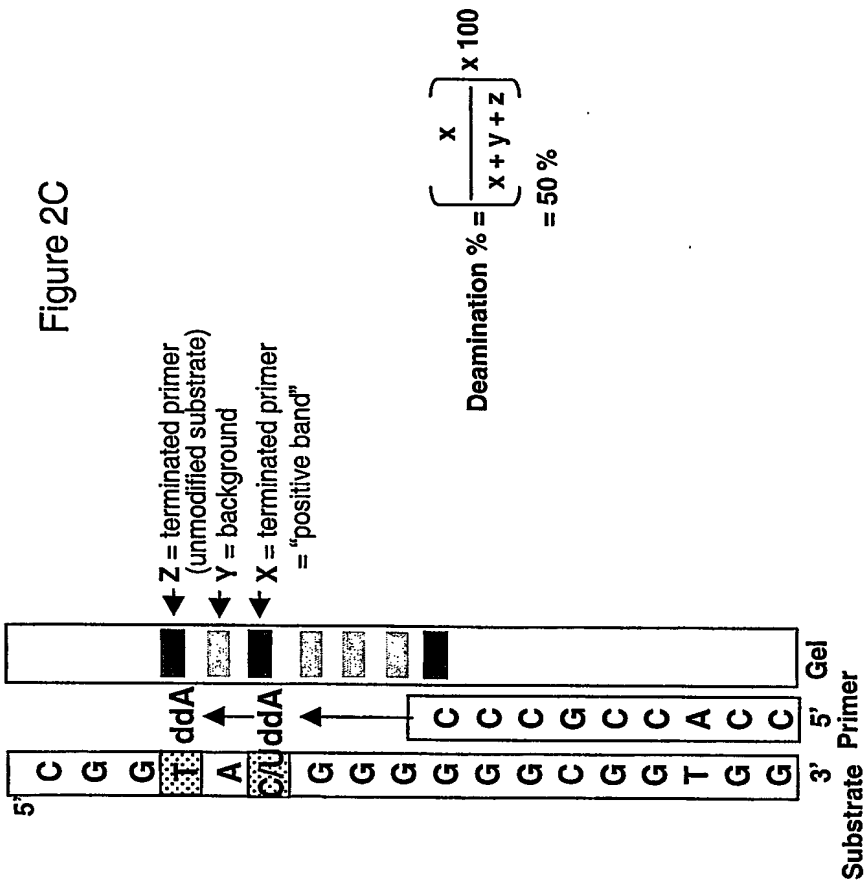 Figure 2C
5'
C
G
G
T ddA
A
C/U ddA
G
G
G
G C
G C
G C
C G
G C
G C
T A
G C
G C
3' 5'
Substrate Primer Gel
Z = terminated primer
(unmodified substrate)
Y = background
X = terminated primer
= "positive band"
Deamination % = [ x / x + y + z ] x 100
= 50 %